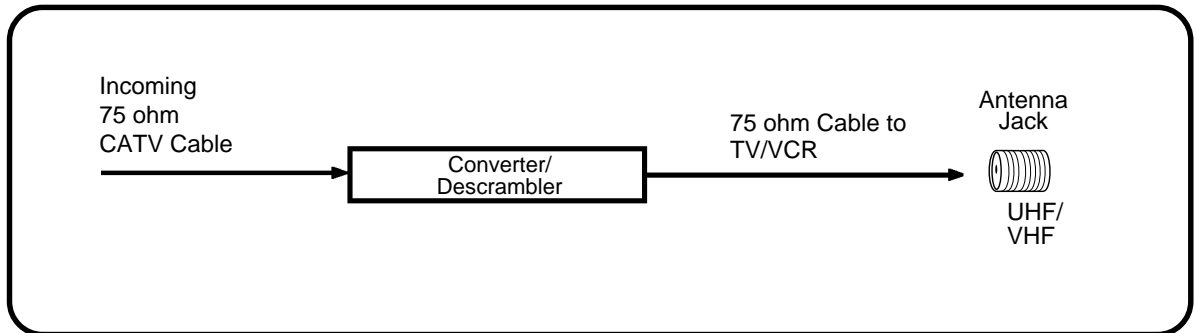 Incoming
75 ohm
CATV Cable
Converter/
Descrambler
75 ohm Cable to
TV/VCR
Antenna
Jack
UHF/
VHF